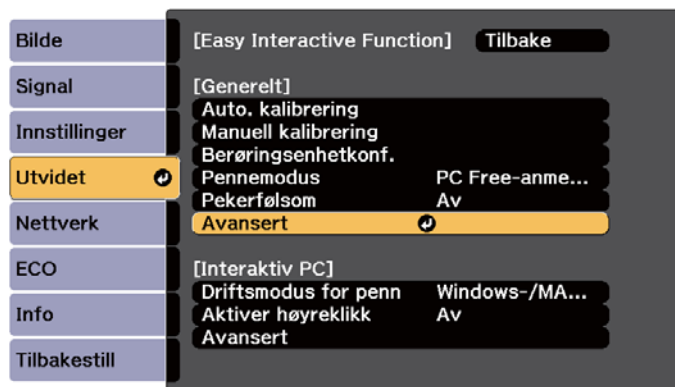 Bilde
Signal
Innstillinger
Utvidet
Nettverk
ECO
Info
Tilbakestill
[Easy Interactive Function] Tilbake
[Generelt]
Auto. kalibrering
Manuell kalibrering
Berøringsenhetkonf.
Pennemodus PC Free-anme...
Pekerfølsom Av
Avansert
[Interaktiv PC]
Driftsmodus for penn Windows-/MA...
Aktiver høyreklikk Av
Avansert